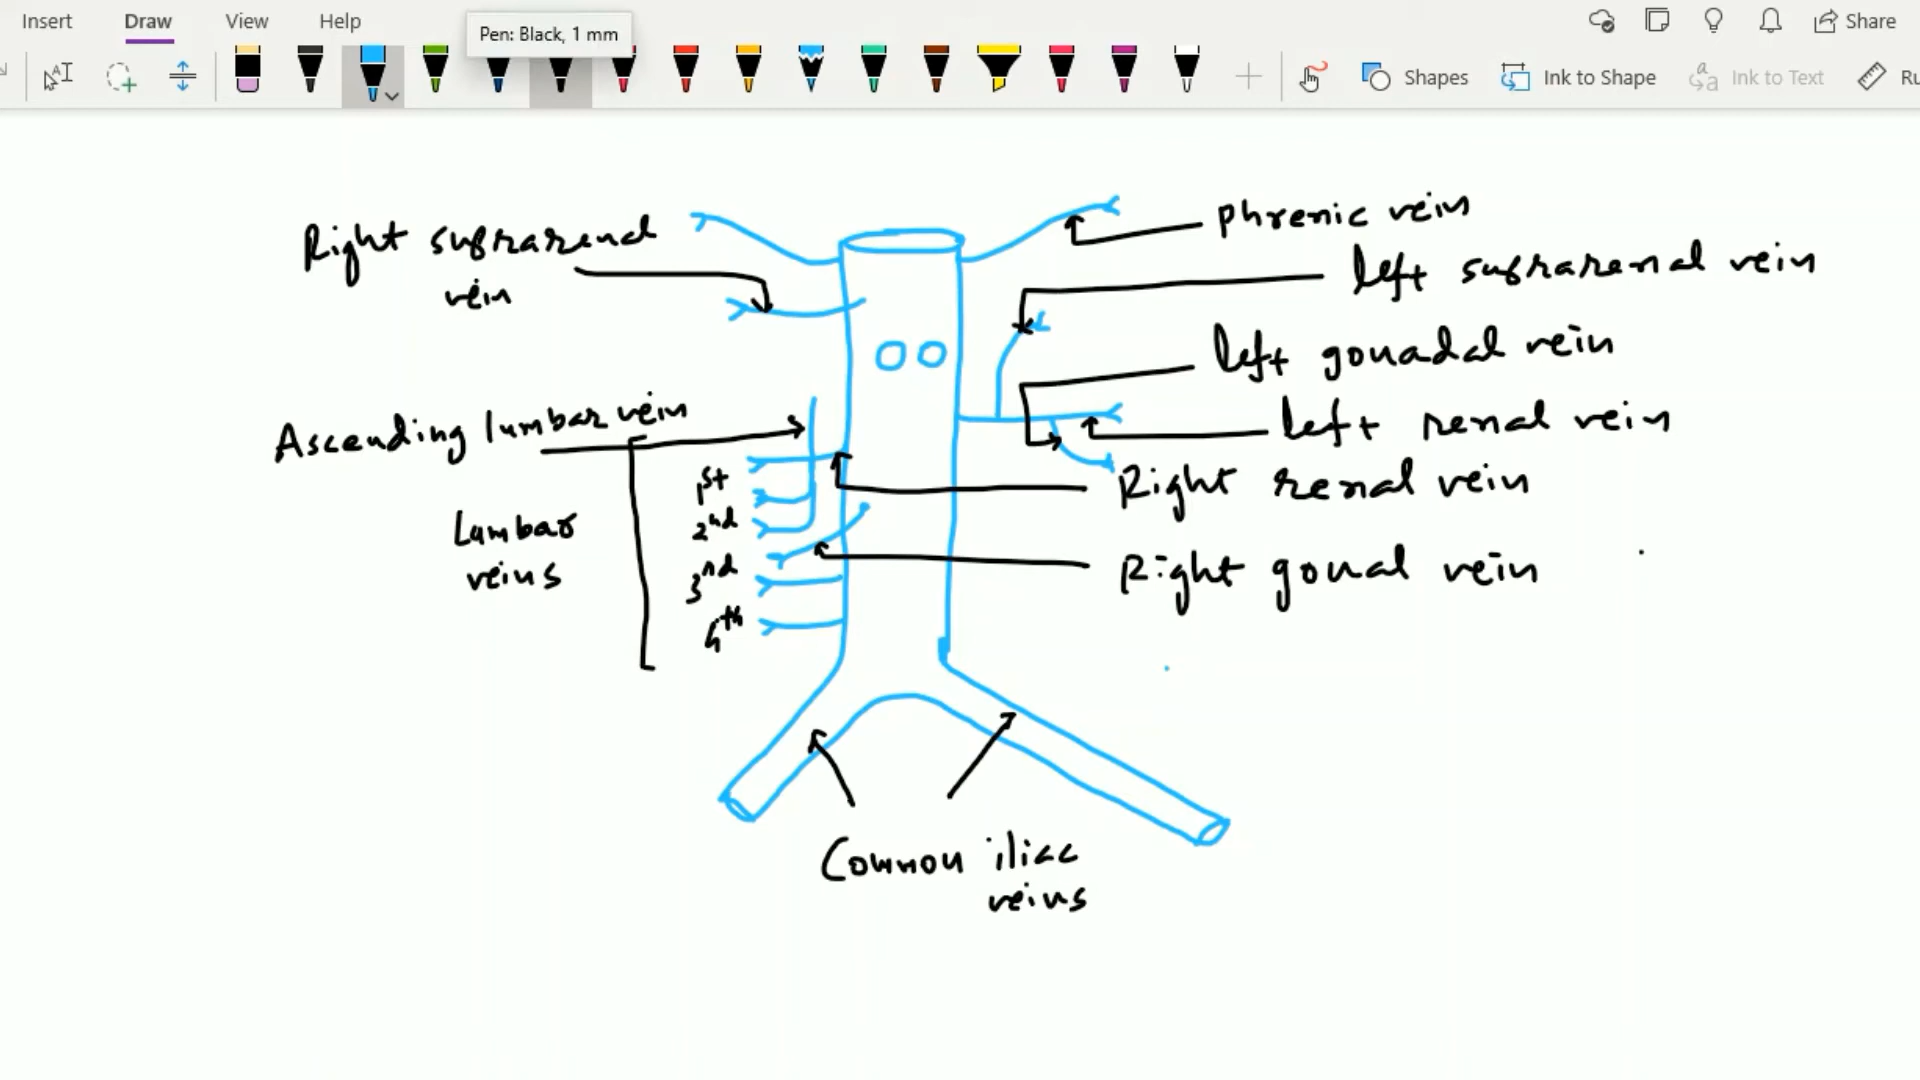 Insert Draw View Help
Pen: Black, 1 mm
Share
Shapes Ink to Shape Ink to Text Ru
Right suprarenal
vein
Phrenic vein
left suprarenal vein
left gonadal vein
left renal vein
Ascending lumbar vein
Right renal vein
1st
2nd
3nd
4th
Lumbar
veins
Right gonal vein
Common iliac
veins